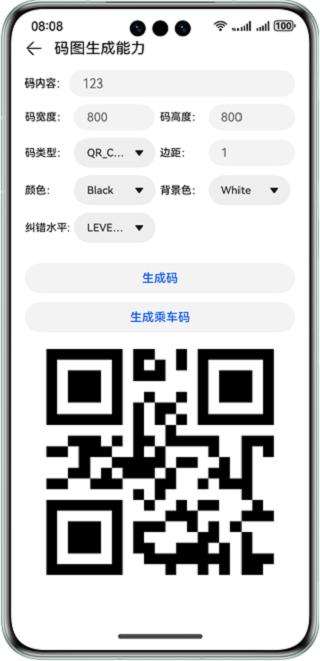 08:08 100
码图生成能力
码内容: 123
码宽度: 800 码高度: 800
码类型: QR_C... 边距: 1
颜色: Black 背景色: White
纠错水平: LEVE...
生成码
生成乘车码